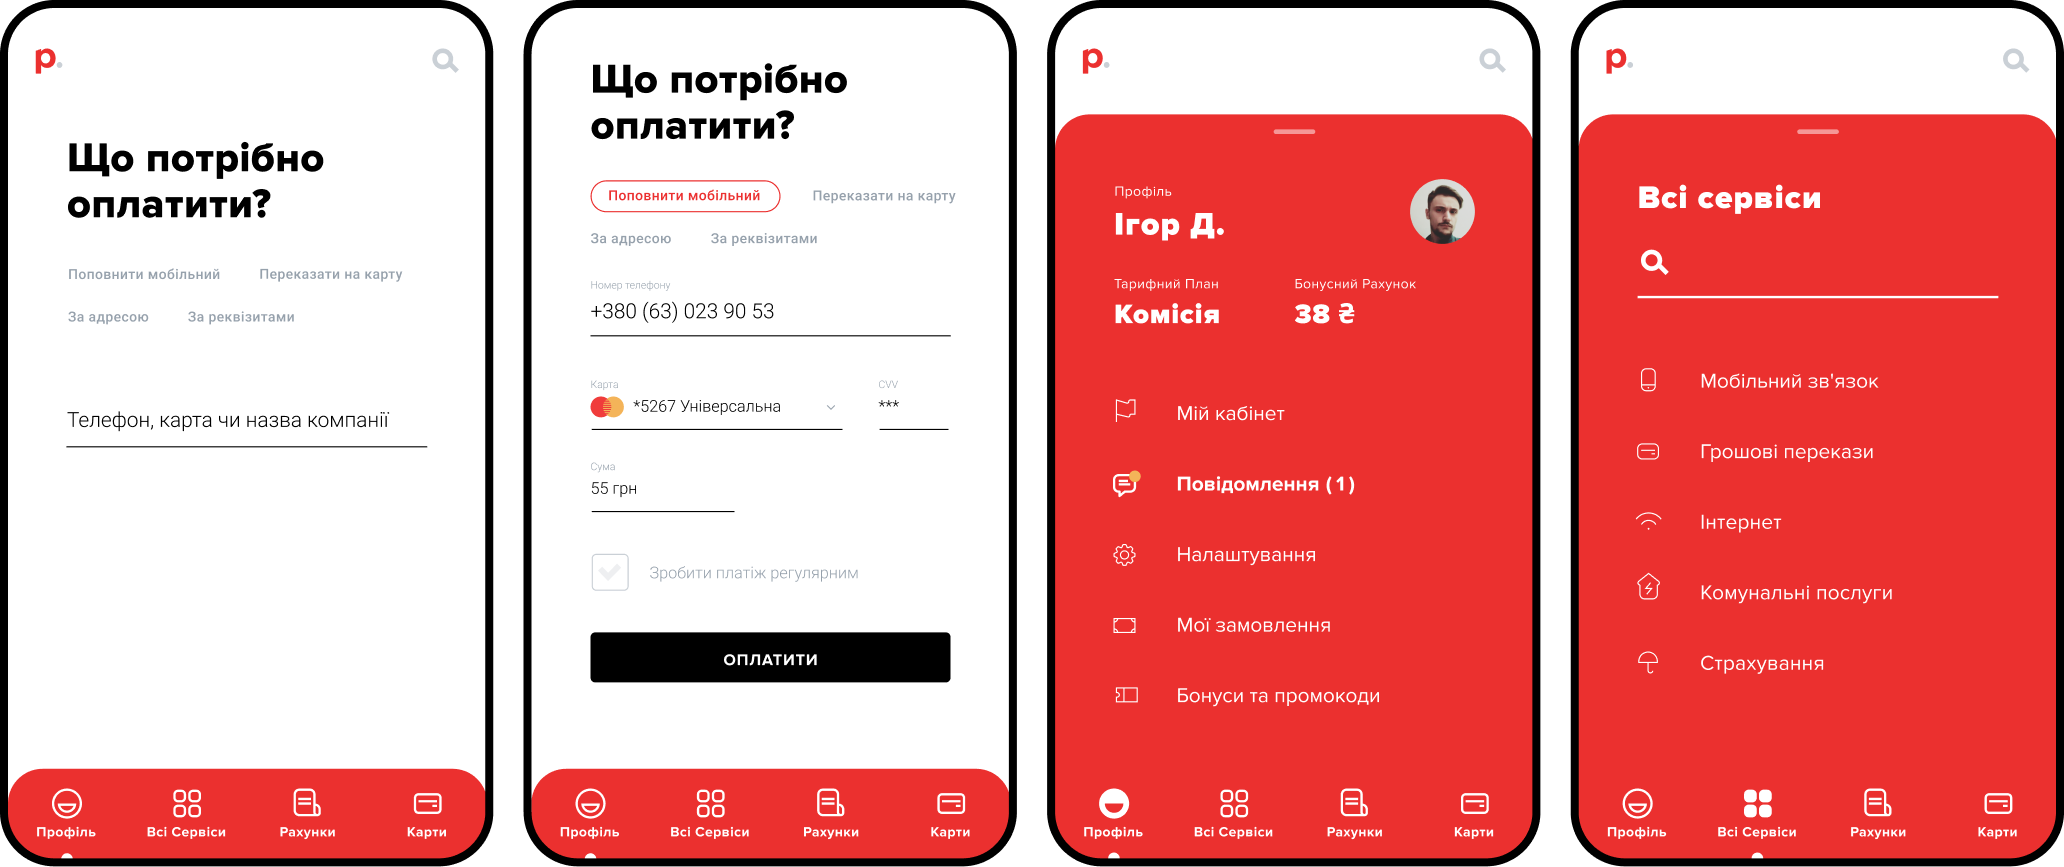 p.
Що потрібно
оплатити?
Поповнити мобільний
Переказати на карту
За адресою
За реквізитами
Телефон, карта чи назва компанії
Профіль
Всі Сервіси
Рахунки
Карти
Що потрібно
оплатити?
Поповнити мобільний
Переказати на карту
За адресою
За реквізитами
Номер телефону
+380 (63) 023 90 53
Карта
CVV
*5267 Універсальна
***
Сума
55 грн
Зробити платіж регулярним
ОПЛАТИТИ
Профіль
Всі Сервіси
Рахунки
Карти
p.
Профіль
Ігор Д.
Тарифний План
Бонусний Рахунок
Комісія
38 ₴
Мій кабінет
Повідомлення (1)
Налаштування
Мої замовлення
Бонуси та промокоди
Профіль
Всі Сервіси
Рахунки
Карти
p.
Всі сервіси
Мобільний зв'язок
Грошові перекази
Інтернет
Комунальні послуги
Страхування
Профіль
Всі Сервіси
Рахунки
Карти